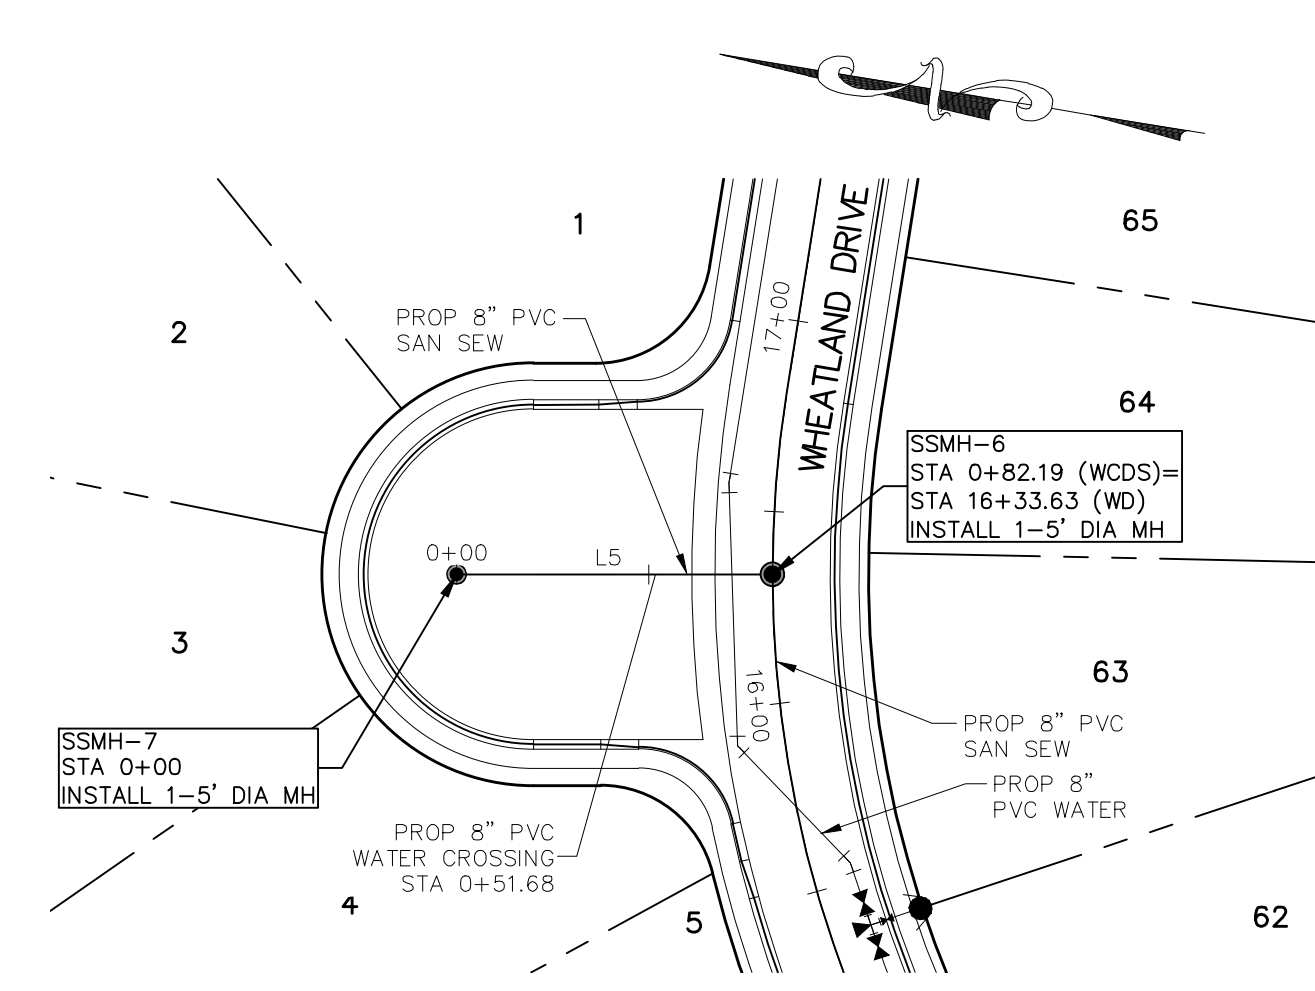 1
65
WHEATLAND DRIVE
17+00
2
PROP 8” PVC
SAN SEW
64
SSMH–6
STA 0+82.19 (WCDS)=
STA 16+33.63 (WD)
INSTALL 1–5’ DIA MH
0+00
L5
3
63
16+00
PROP 8” PVC
SAN SEW
SSMH–7
STA 0+00
INSTALL 1–5’ DIA MH
PROP 8”
PVC WATER
PROP 8” PVC
WATER CROSSING
STA 0+51.68
4
5
62